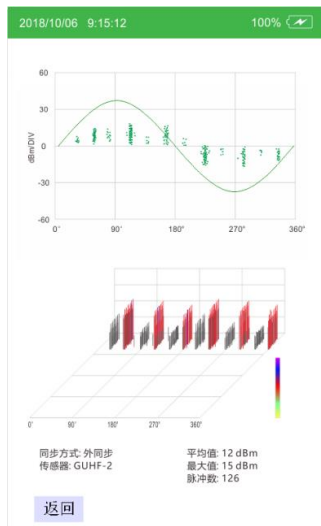 2018/10/06 9:15:12 100%
60
30
0
-30
-60
dBm/DIV
0° 90° 180° 270° 360°
0° 90° 180° 270° 360°
同步方式: 外同步
传感器: GUHF-2
平均值: 12 dBm
最大值: 15 dBm
脉冲数: 126
返回